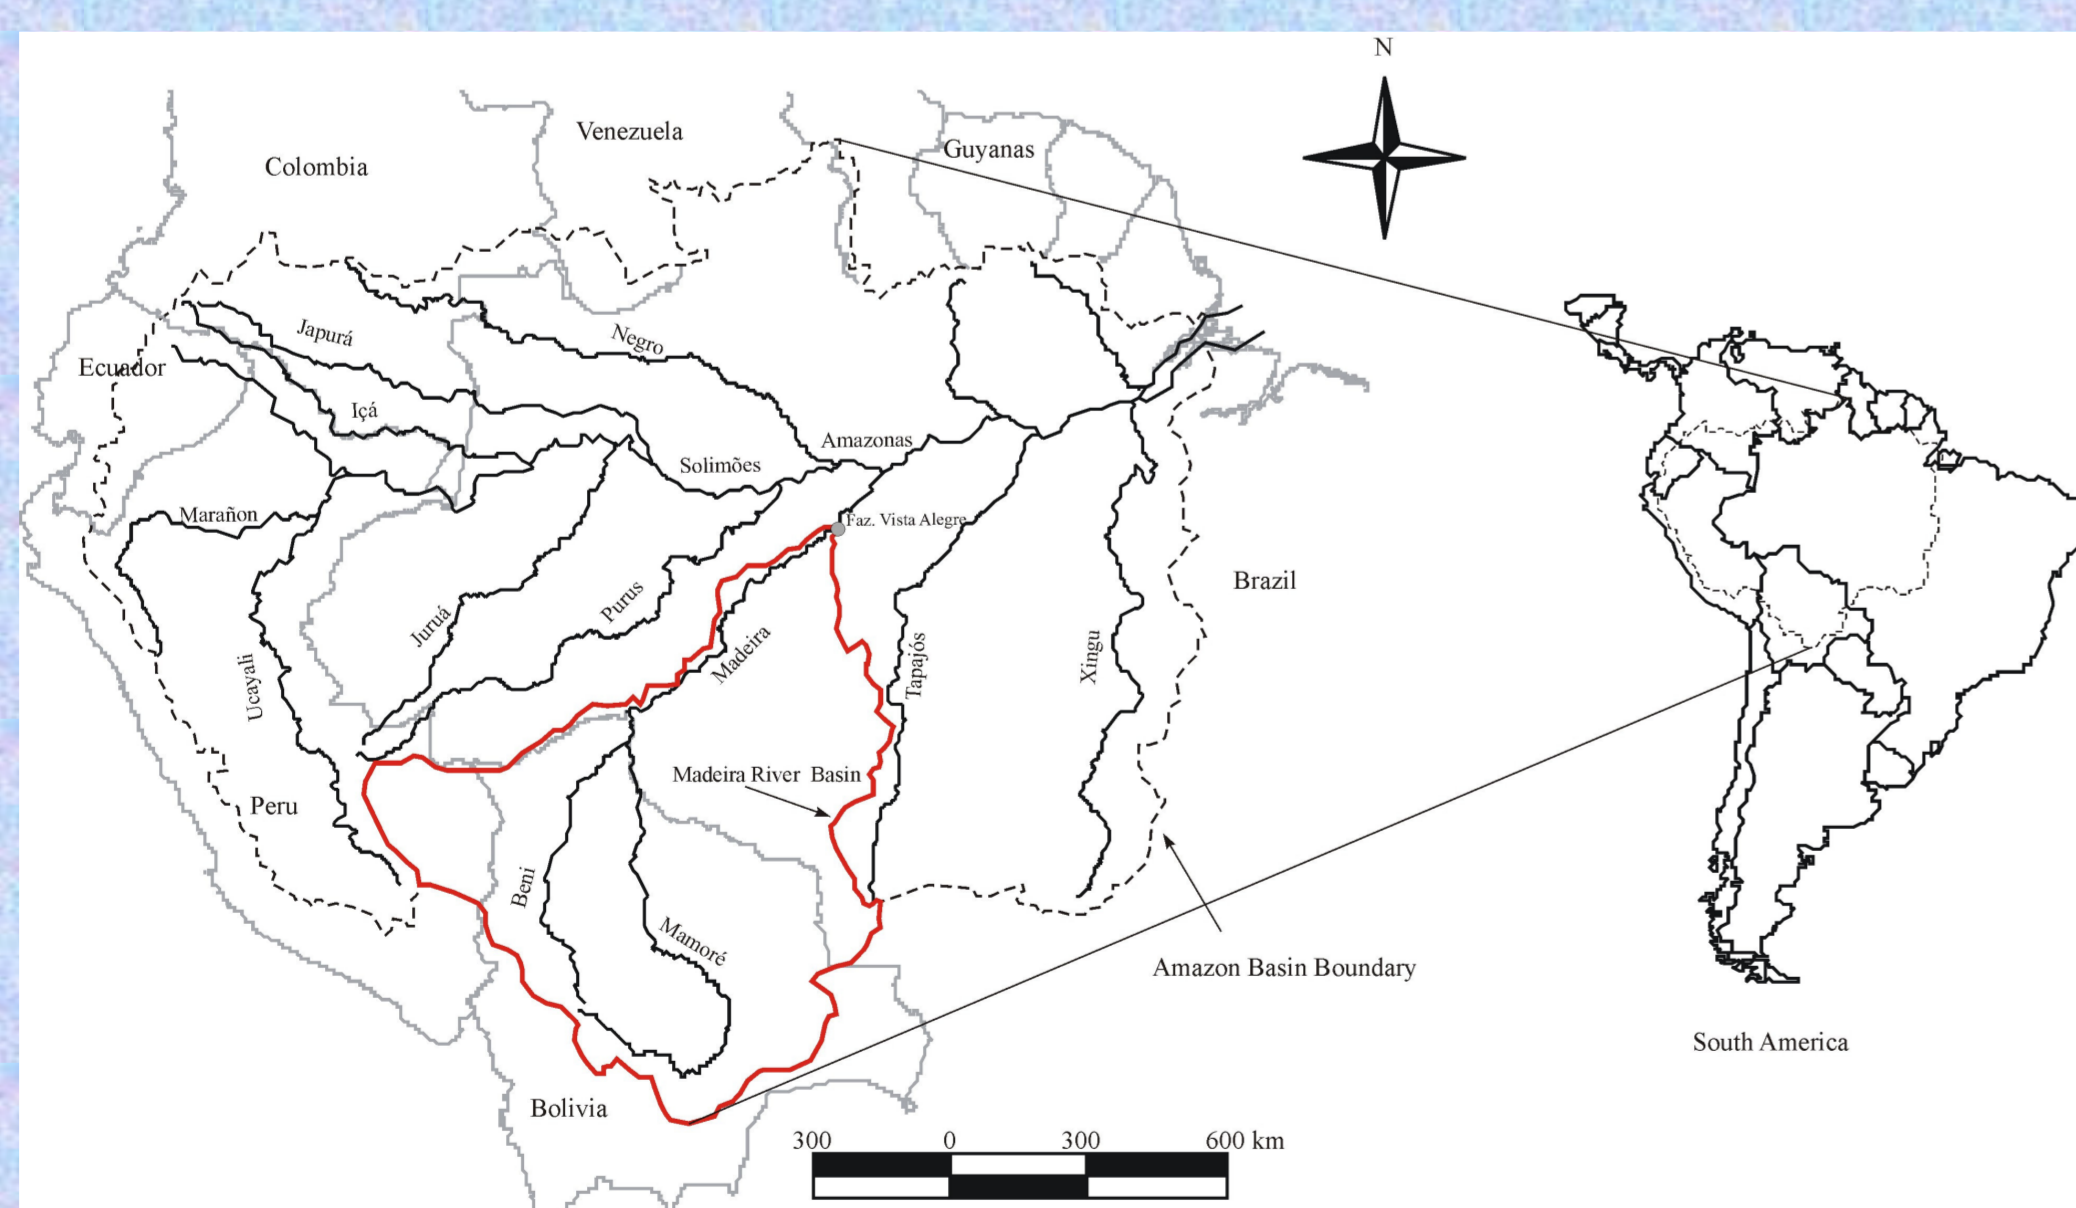 N
Venezuela
Guyanas
Colombia
Japurá
Negro
Ecuador
Içá
Amazonas
Solimões
Marañon
Faz. Vista Alegre
Brazil
Purus
Juruá
Madeira
Tapajós
Xingu
Ucayali
Madeira River Basin
Peru
Beni
Mamoré
Amazon Basin Boundary
South America
Bolivia
300 0 300 600 km